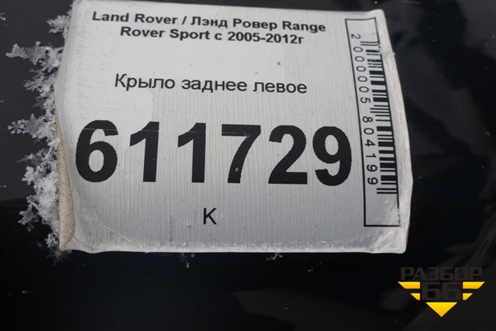 Land Rover / Лэнд Ровер Range
Rover Sport с 2005-2012г
Крыло заднее левое
611729
К
2000005804199
РАЗБОР
66